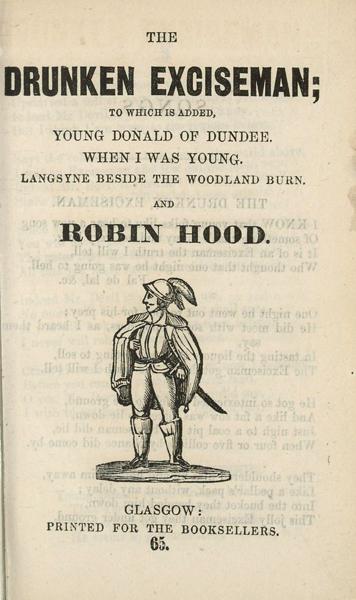 THE
DRUNKEN EXCISEMAN;
TO WHICH IS ADDED,
YOUNG DONALD OF DUNDEE.
WHEN I WAS YOUNG.
LANGSYNE BESIDE THE WOODLAND BURN.
AND
ROBIN HOOD.
GLASGOW:
PRINTED FOR THE BOOKSELLERS.
65.